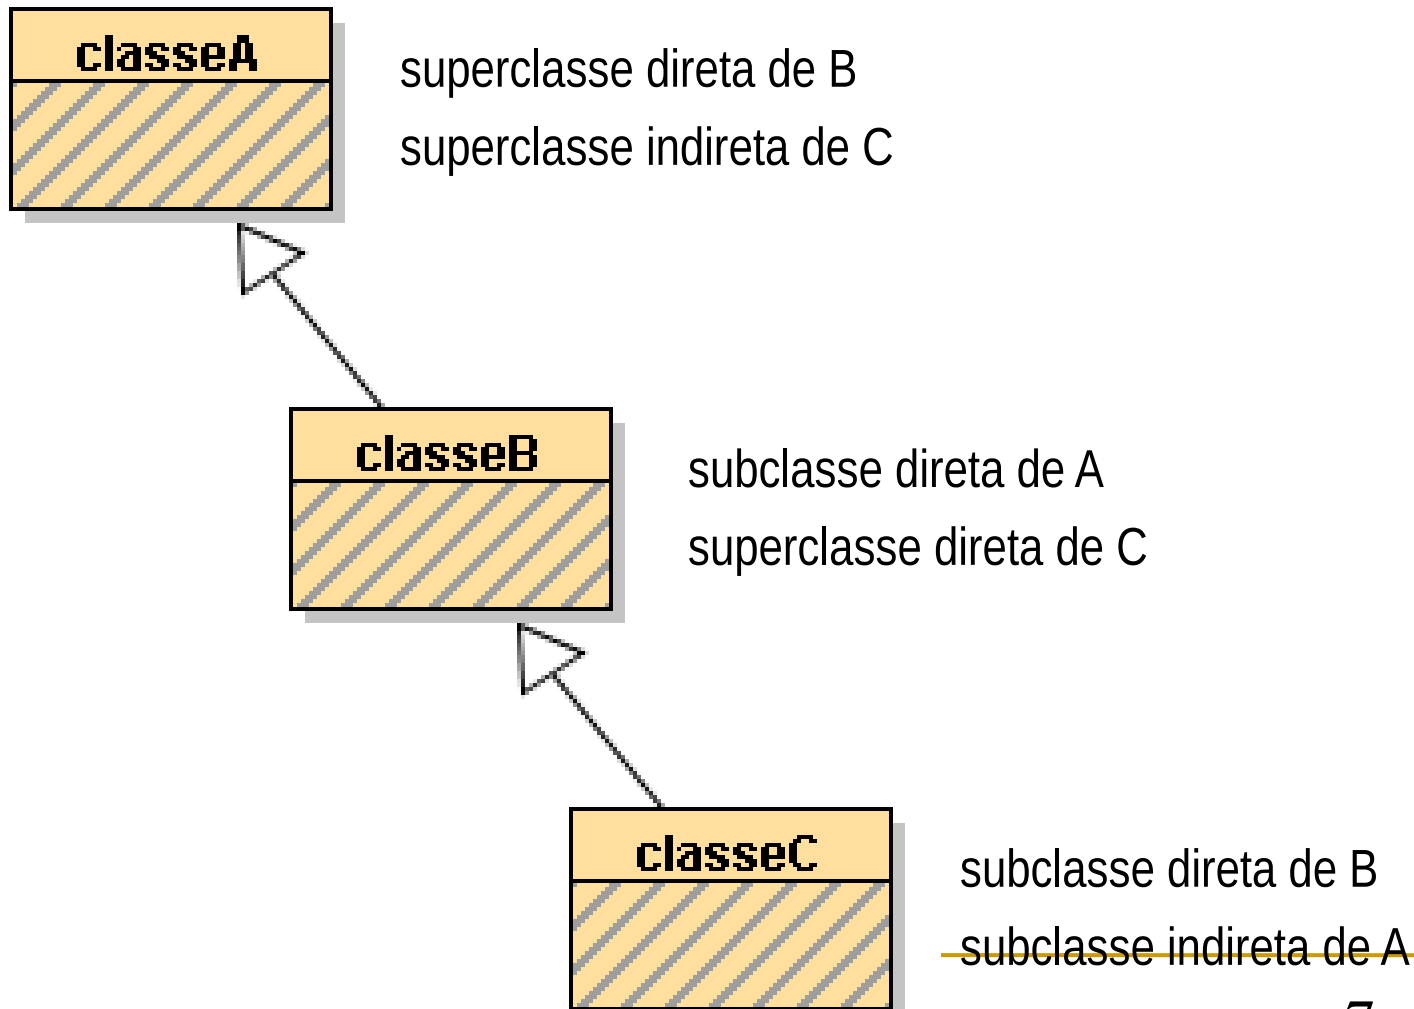 classeA
superclasse direta de B
superclasse indireta de C
classeB
subclasse direta de A
superclasse direta de C
classeC
subclasse direta de B
subclasse indireta de A